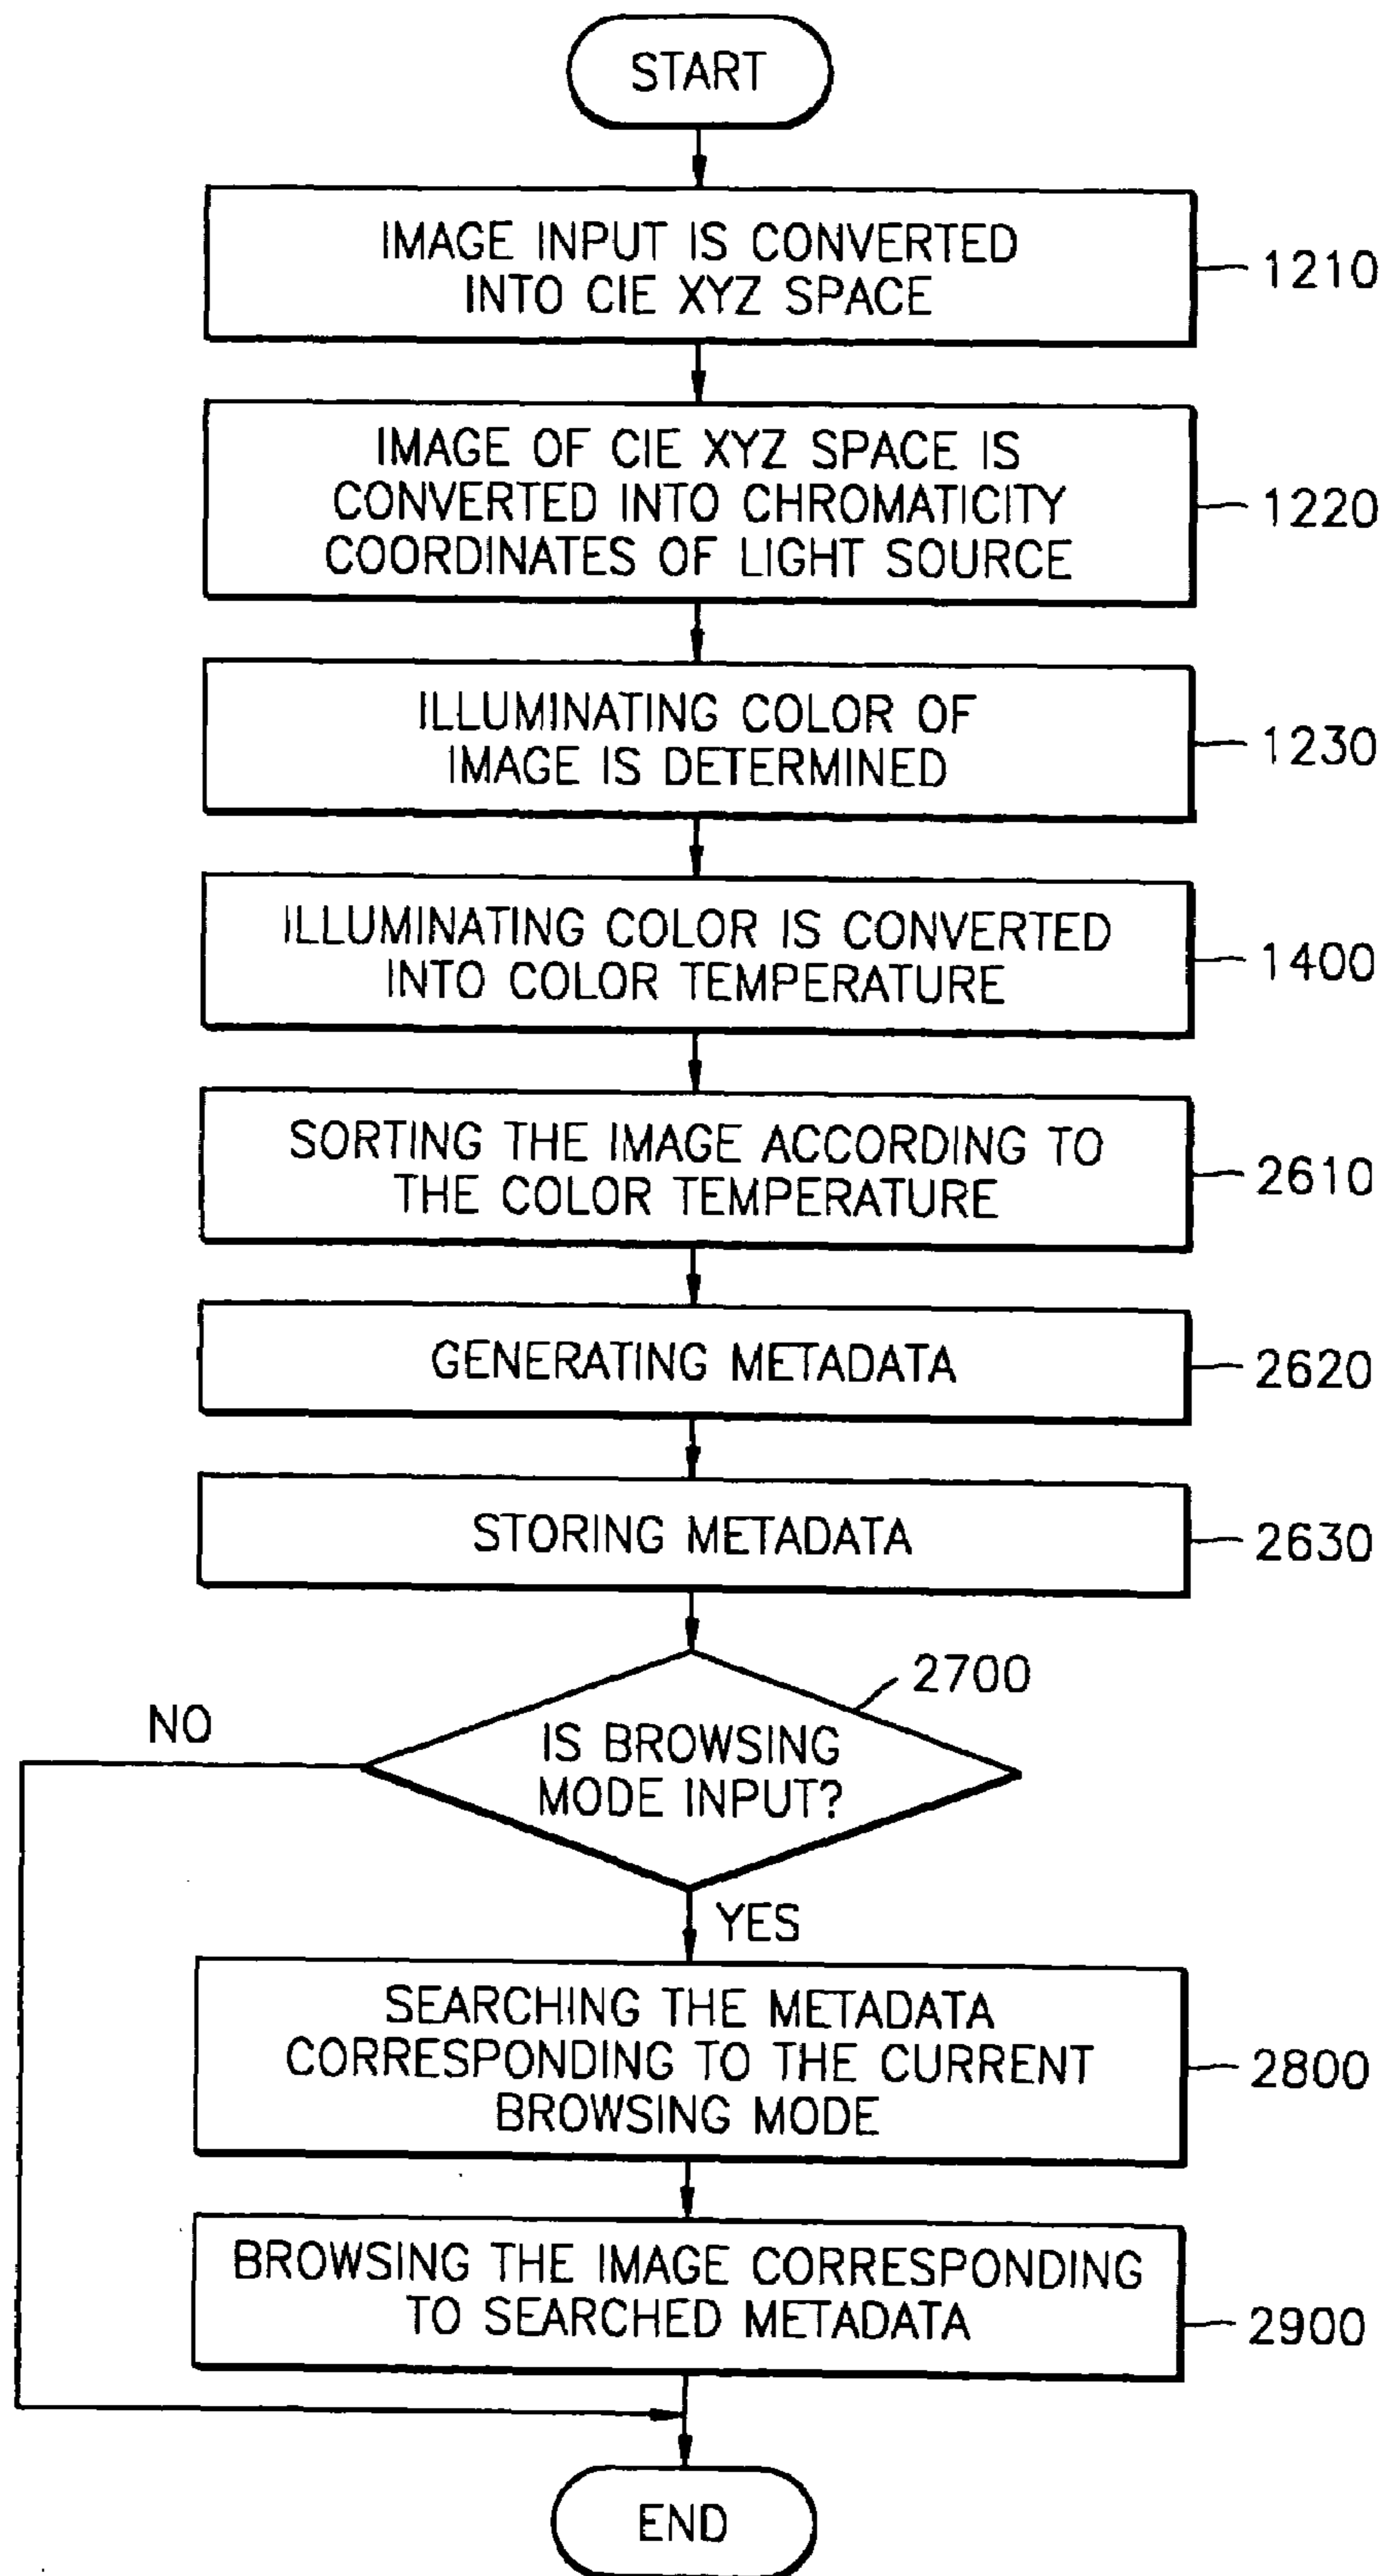 START
IMAGE INPUT IS CONVERTED
INTO CIE XYZ SPACE
1210
IMAGE OF CIE XYZ SPACE IS
CONVERTED INTO CHROMATICITY
COORDINATES OF LIGHT SOURCE
1220
ILLUMINATING COLOR OF
IMAGE IS DETERMINED
1230
ILLUMINATING COLOR IS CONVERTED
INTO COLOR TEMPERATURE
1400
SORTING THE IMAGE ACCORDING TO
THE COLOR TEMPERATURE
2610
GENERATING METADATA
2620
STORING METADATA
2630
2700
NO
IS BROWSING
MODE INPUT?
YES
SEARCHING THE METADATA
CORRESPONDING TO THE CURRENT
BROWSING MODE
2800
BROWSING THE IMAGE CORRESPONDING
TO SEARCHED METADATA
2900
END